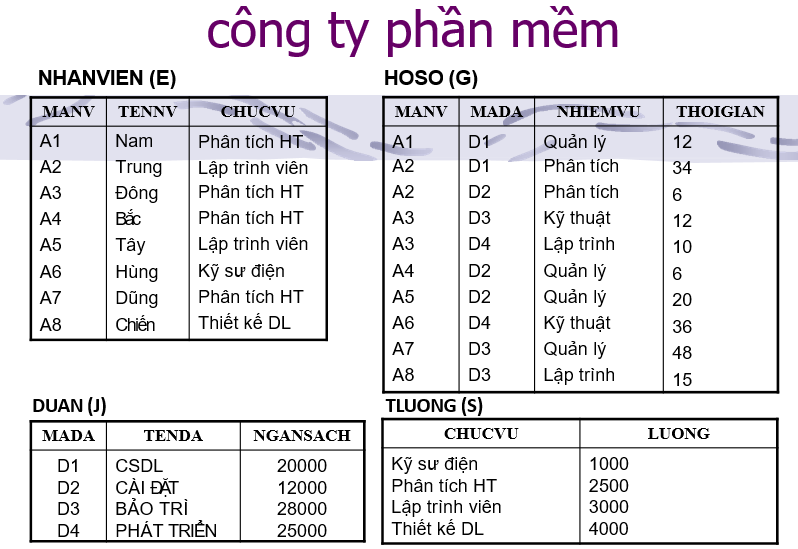 công ty phần mềm
NHANVIEN (E)
MANV TENNV CHUCVU
A1 Nam Phân tích HT
A2 Trung Lập trình viên
A3 Đông Phân tích HT
A4 Bắc Phân tích HT
A5 Tây Lập trình viên
A6 Hùng Kỹ sư điện
A7 Dũng Phân tích HT
A8 Chiến Thiết kế DL
HOSO (G)
MANV MADA NHIEMVU THOIGIAN
A1 D1 Quản lý 12
A2 D1 Phân tích 34
A2 D2 Phân tích 6
A3 D3 Kỹ thuật 12
A3 D4 Lập trình 10
A4 D2 Quản lý 6
A5 D2 Quản lý 20
A6 D4 Kỹ thuật 36
A7 D3 Quản lý 48
A8 D3 Lập trình 15
DUAN (J)
MADA TENDA NGANSACH
D1 CSDL 20000
D2 CÀI ĐẶT 12000
D3 BẢO TRÌ 28000
D4 PHÁT TRIỂN 25000
TLUONG (S)
CHUCVU LUONG
Kỹ sư điện 1000
Phân tích HT 2500
Lập trình viên 3000
Thiết kế DL 4000